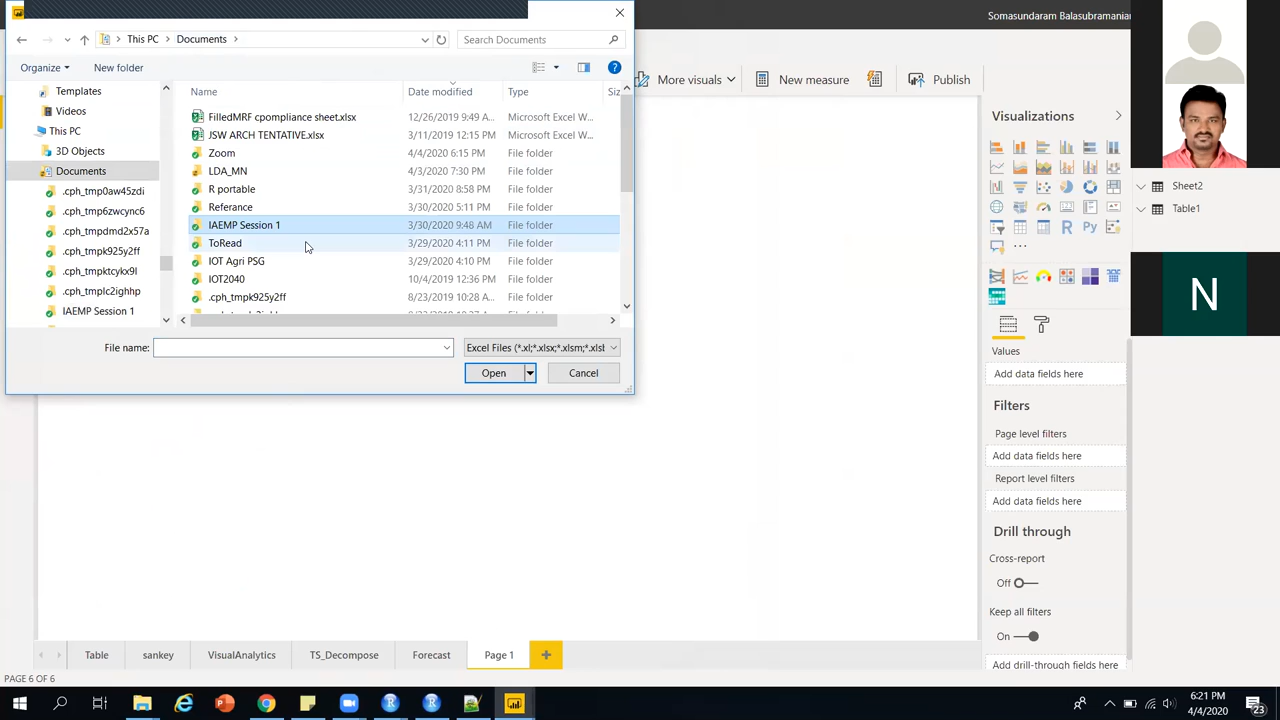 Somasundaram Balasubramanian
This PC
Documents
Search Documents
Organize
New folder
?
More visuals
New measure
Publish
Templates
Videos
This PC
3D Objects
Documents
.cph_tmp0aw45zdi
.cph_tmp6zwcync6
.cph_tmpdmd2x57a
.cph_tmpk925y2ff
.cph_tmpktcykx9l
.cph_tmplc2ighhp
IAEMP Session 1
Name Date modified Type Siz
FilledMRF cpompliance sheet.xlsx 12/26/2019 9:49 A... Microsoft Excel W...
JSW ARCH TENTATIVE.xlsx 3/11/2019 12:15 PM Microsoft Excel W...
Zoom 4/4/2020 6:15 PM File folder
LDA_MN 4/3/2020 7:30 PM File folder
R portable 3/31/2020 8:58 PM File folder
Referance 3/30/2020 5:11 PM File folder
IAEMP Session 1 3/30/2020 9:48 AM File folder
ToRead 3/29/2020 4:11 PM File folder
IOT Agri PSG 3/29/2020 4:10 PM File folder
IOT2040 10/4/2019 12:36 PM File folder
.cph_tmpk925y2ff 8/23/2019 10:28 A... File folder
File name:
Excel Files (*.xl;*.xlsx;*.xlsm;*.xlsb
Open
Cancel
Visualizations
R
Py
Values
Add data fields here
Filters
Page level filters
Add data fields here
Report level filters
Add data fields here
Drill through
Cross-report
Off
Keep all filters
On
Add drill-through fields here
Sheet2
Table1
N
Table
sankey
VisualAnalytics
TS_Decompose
Forecast
Page 1
PAGE 6 OF 6
6:21 PM
4/4/2020
23